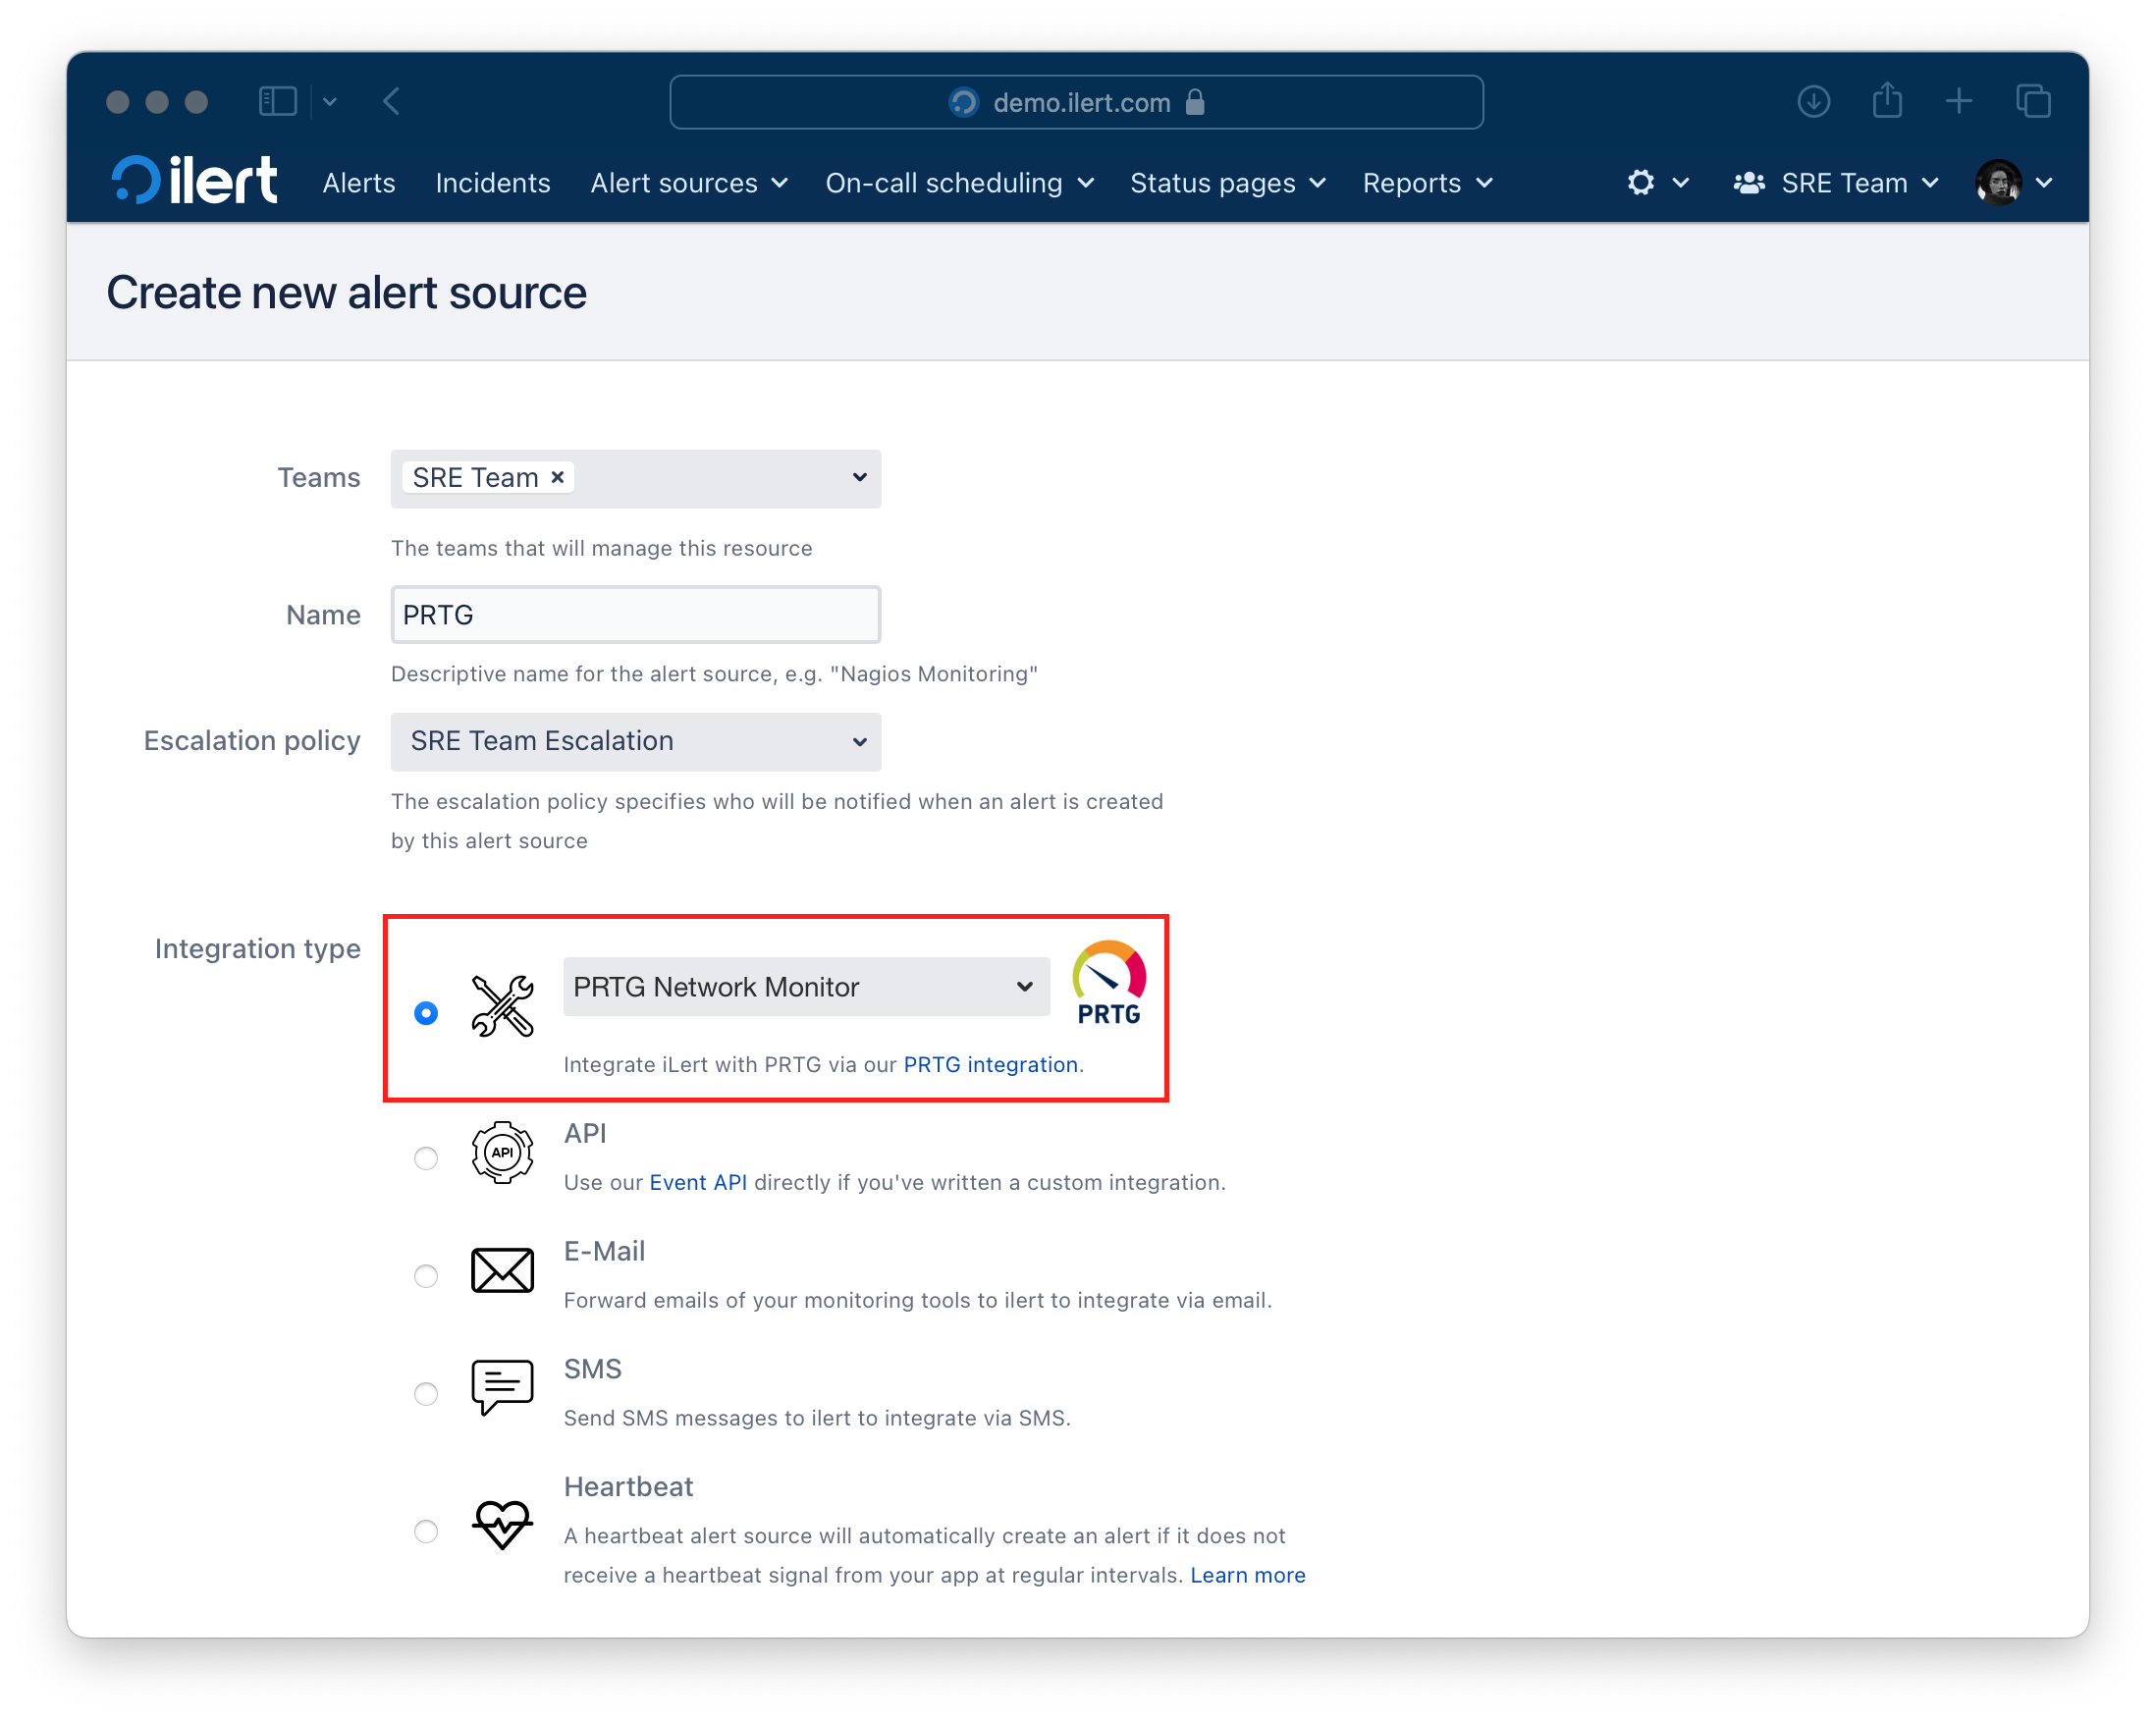 demo.ilert.com
ilert Alerts Incidents Alert sources On-call scheduling Status pages Reports SRE Team
Create new alert source
Teams SRE Team ×
The teams that will manage this resource
Name PRTG
Descriptive name for the alert source, e.g. "Nagios Monitoring"
Escalation policy SRE Team Escalation
The escalation policy specifies who will be notified when an alert is created
by this alert source
Integration type
PRTG Network Monitor
PRTG
Integrate iLert with PRTG via our PRTG integration.
API
API
Use our Event API directly if you've written a custom integration.
E-Mail
Forward emails of your monitoring tools to ilert to integrate via email.
SMS
Send SMS messages to ilert to integrate via SMS.
Heartbeat
A heartbeat alert source will automatically create an alert if it does not
receive a heartbeat signal from your app at regular intervals. Learn more